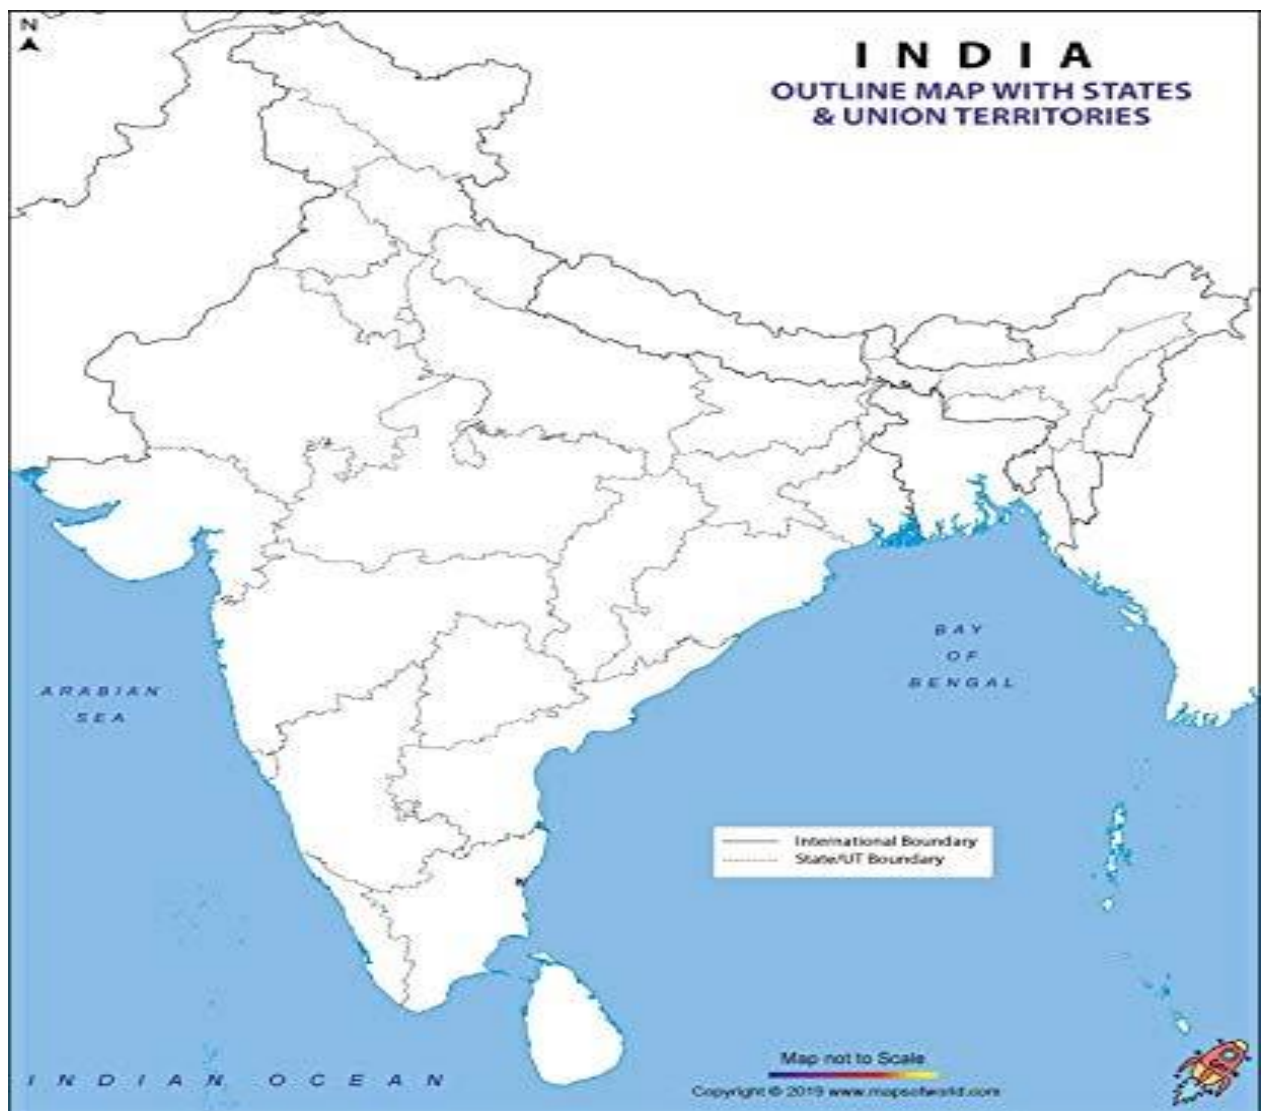 N
INDIA
OUTLINE MAP WITH STATES
& UNION TERRITORIES
BAY
OF
BENGAL
ARABIAN
SEA
International Boundary
State/UT Boundary
Map not to Scale
INDIAN OCEAN
Copyright © 2019 www.mapsofworld.com